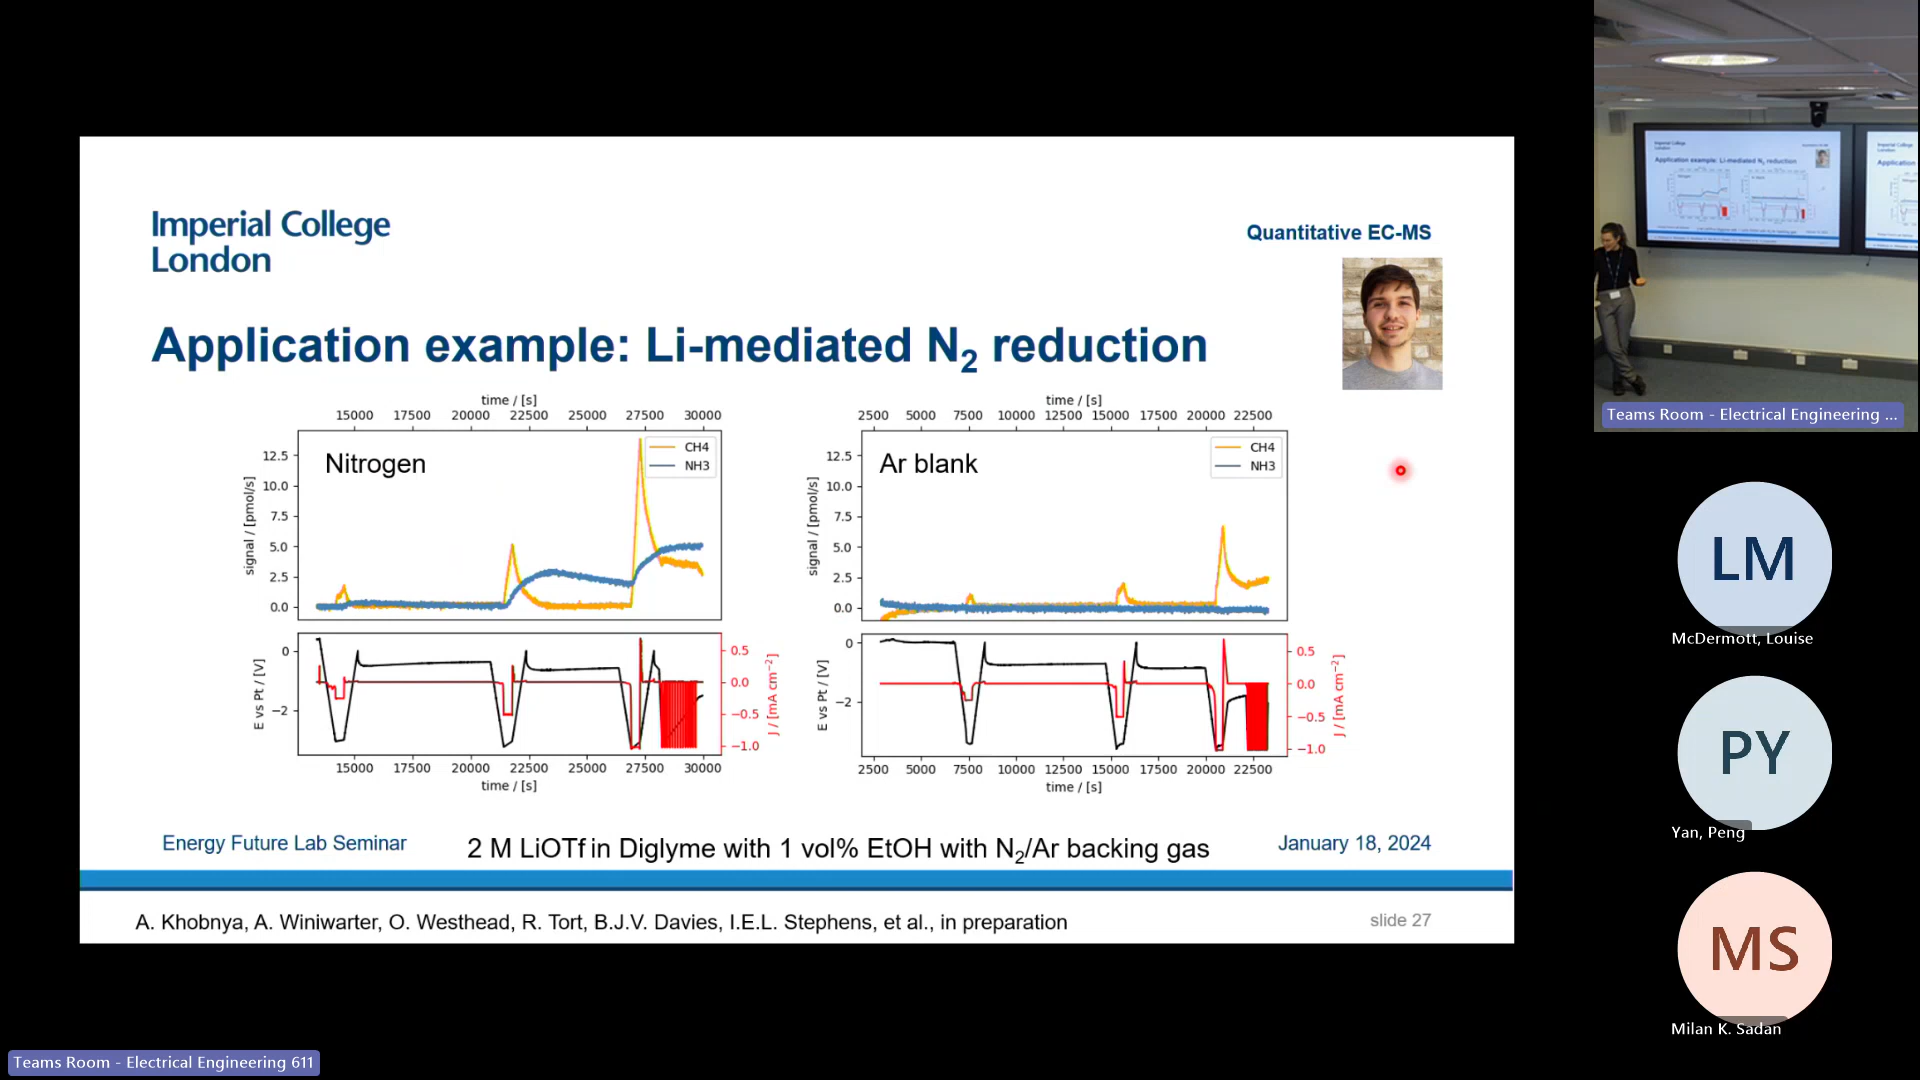 Imperial College
London
Quantitative EC-MS
Application example: Li-mediated N2 reduction
time / [s]
15000 17500 20000 22500 25000 27500 30000
12.5
10.0
7.5
5.0
2.5
0.0
signal / [pmol/s]
Nitrogen
CH4
NH3
0
−2
E vs Pt / [V]
0.5
0.0
−0.5
−1.0
J / [mA cm−2]
15000 17500 20000 22500 25000 27500 30000
time / [s]
time / [s]
2500 5000 7500 10000 12500 15000 17500 20000 22500
12.5
10.0
7.5
5.0
2.5
0.0
signal / [pmol/s]
Ar blank
CH4
NH3
0
−2
E vs Pt / [V]
0.5
0.0
−0.5
−1.0
J / [mA cm−2]
2500 5000 7500 10000 12500 15000 17500 20000 22500
time / [s]
Energy Future Lab Seminar
2 M LiOTf in Diglyme with 1 vol% EtOH with N2/Ar backing gas
January 18, 2024
A. Khobnya, A. Winiwarter, O. Westhead, R. Tort, B.J.V. Davies, I.E.L. Stephens, et al., in preparation
slide 27
Teams Room - Electrical Engineering 611
Application example: Li-mediated N2 reduction
Application
Teams Room - Electrical Engineering ...
LM
McDermott, Louise
PY
Yan, Peng
MS
Milan K. Sadan